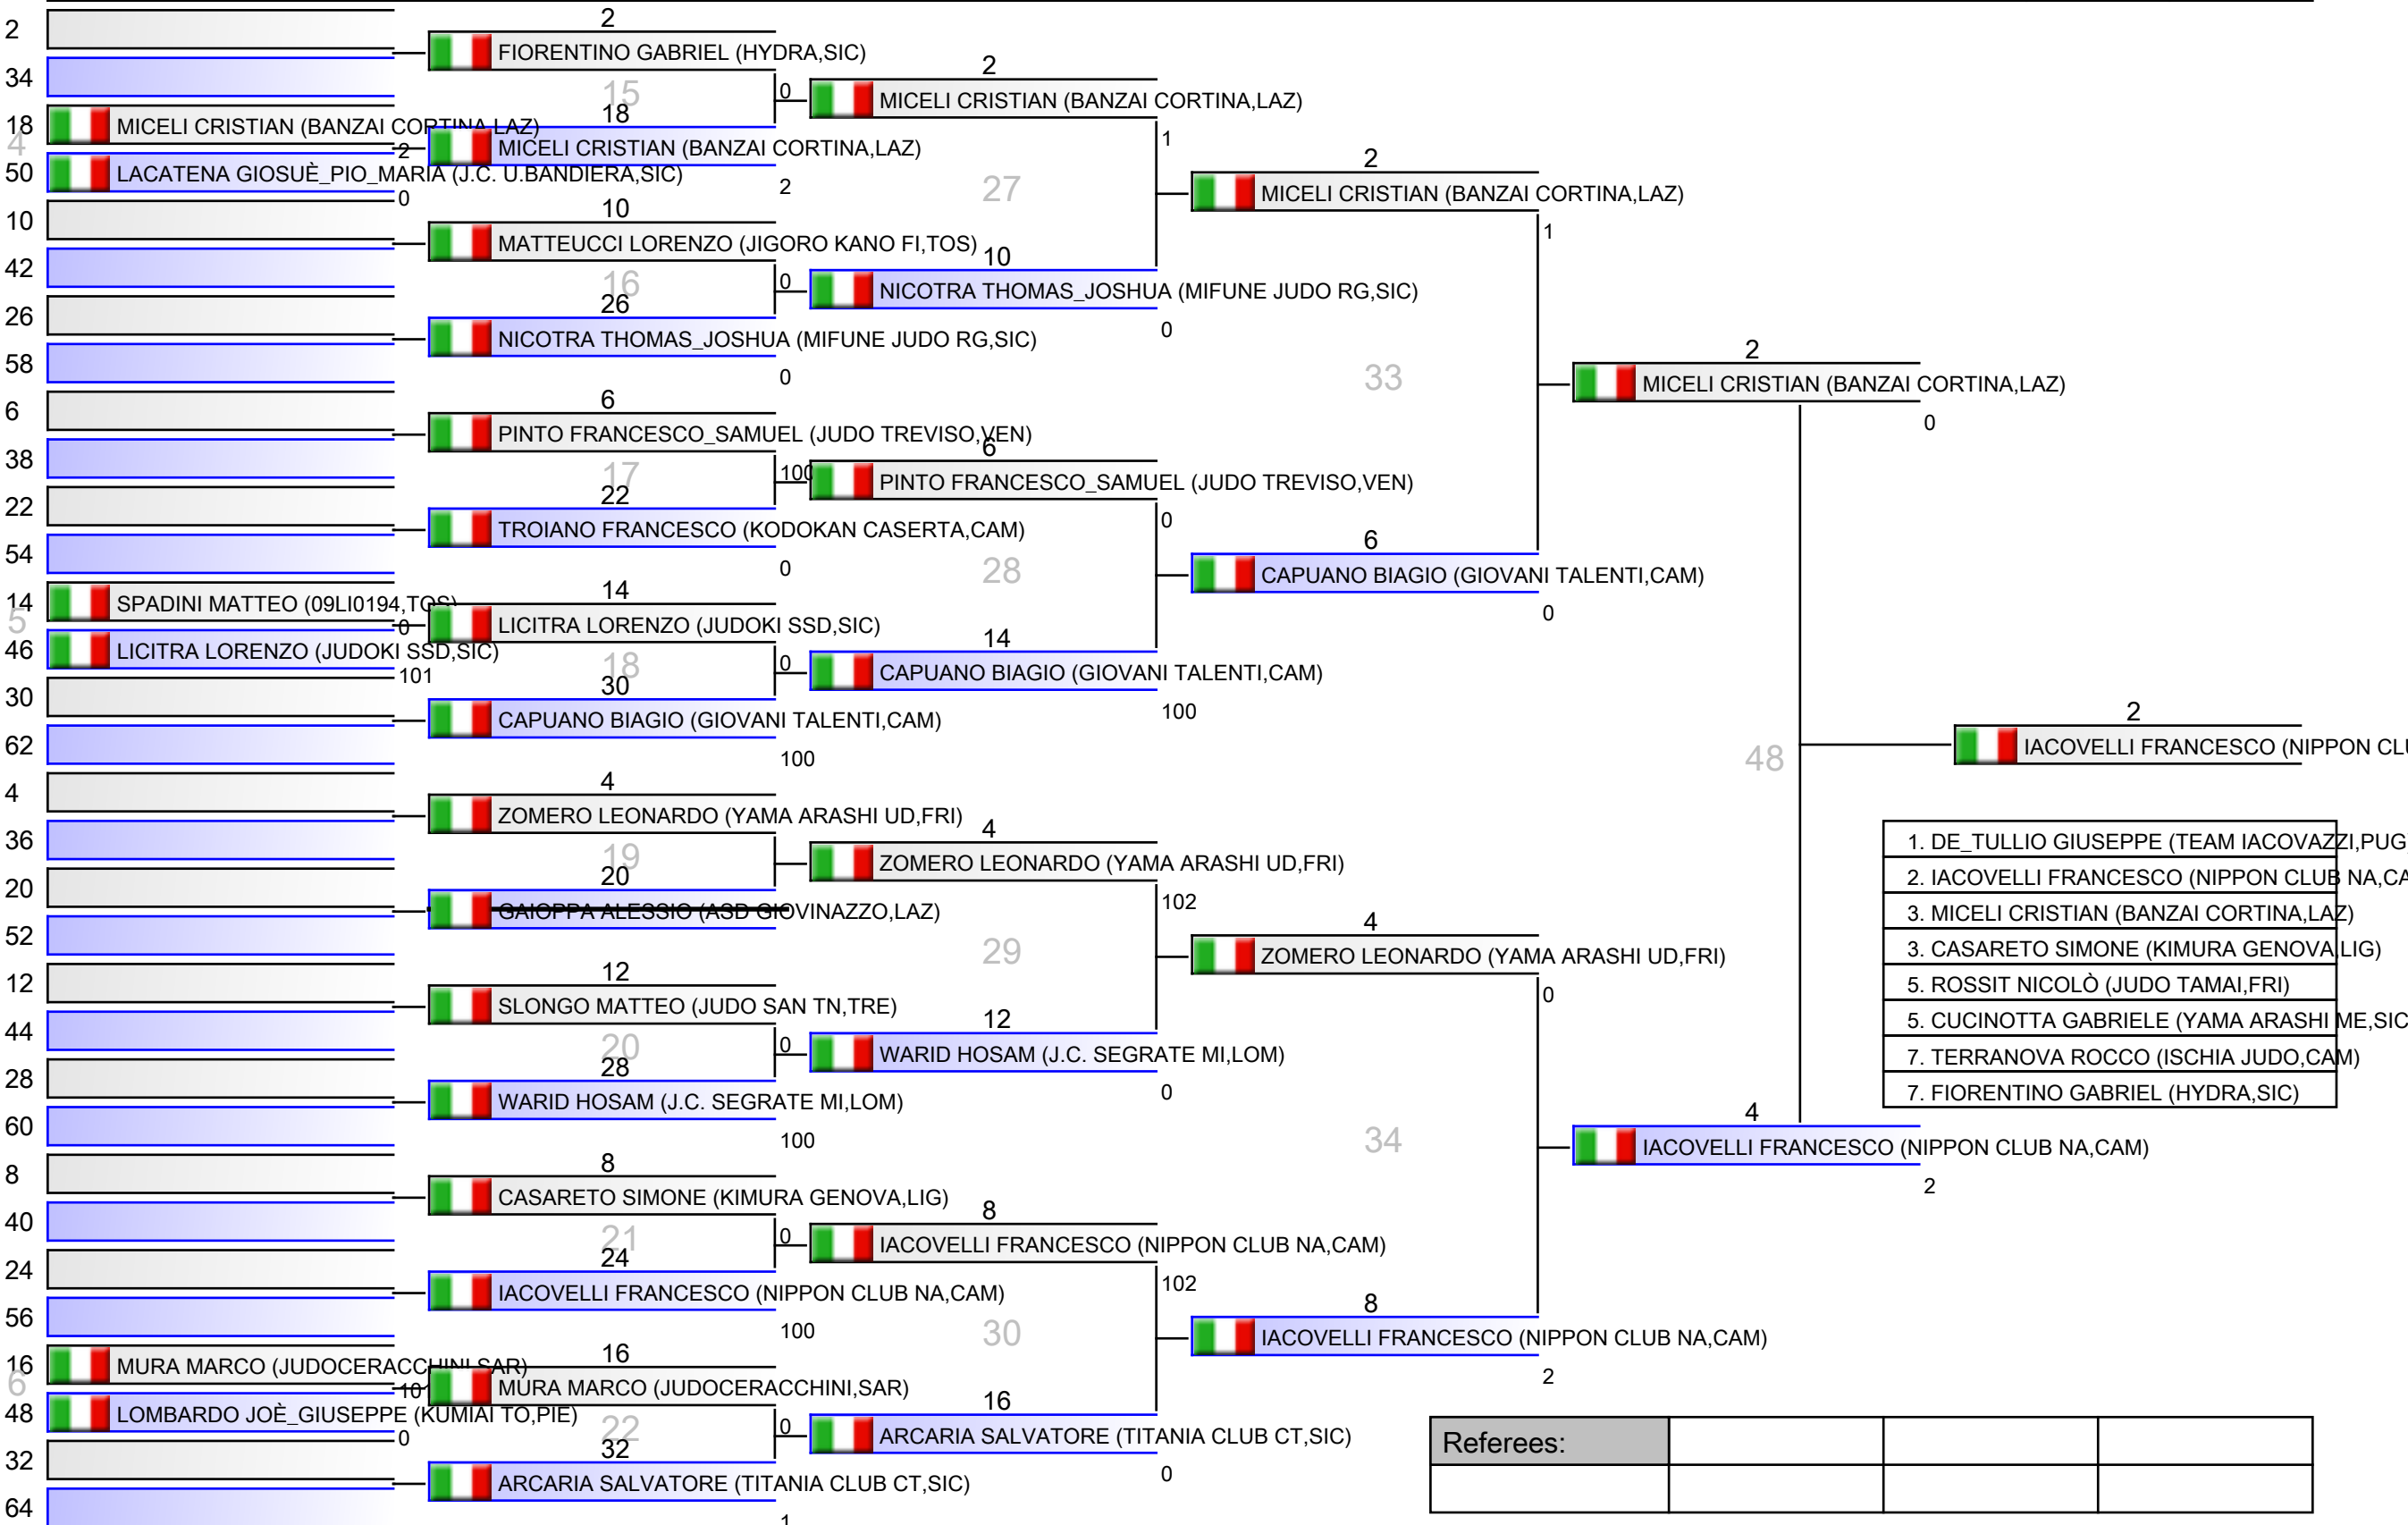 2
34
18
4
50
10
42
26
58
6
38
22
54
14
5
46
30
62
4
36
20
52
12
44
28
60
8
40
24
56
16
6
48
32
64
MICELI CRISTIAN (BANZAI CORTINA,LAZ)
2
LACATENA GIOSUÈ_PIO_MARIA (J.C. U.BANDIERA,SIC)
0
SPADINI MATTEO (09LI0194,TOS)
0
LICITRA LORENZO (JUDOKI SSD,SIC)
101
MURA MARCO (JUDOCERACCHINI,SAR)
LOMBARDO JOÈ_GIUSEPPE (KUMIAI TO,PIE)
0
2
FIORENTINO GABRIEL (HYDRA,SIC)
15
0
18
MICELI CRISTIAN (BANZAI CORTINA,LAZ)
2
10
MATTEUCCI LORENZO (JIGORO KANO FI,TOS)
16
0
26
NICOTRA THOMAS_JOSHUA (MIFUNE JUDO RG,SIC)
0
6
PINTO FRANCESCO_SAMUEL (JUDO TREVISO,VEN)
17
100
22
TROIANO FRANCESCO (KODOKAN CASERTA,CAM)
0
14
LICITRA LORENZO (JUDOKI SSD,SIC)
18
0
30
CAPUANO BIAGIO (GIOVANI TALENTI,CAM)
100
4
ZOMERO LEONARDO (YAMA ARASHI UD,FRI)
19
20
GAIOPPA ALESSIO (ASD GIOVINAZZO,LAZ)
12
SLONGO MATTEO (JUDO SAN TN,TRE)
20
0
28
WARID HOSAM (J.C. SEGRATE MI,LOM)
100
8
CASARETO SIMONE (KIMURA GENOVA,LIG)
21
0
24
IACOVELLI FRANCESCO (NIPPON CLUB NA,CAM)
100
16
MURA MARCO (JUDOCERACCHINI,SAR)
22
0
32
ARCARIA SALVATORE (TITANIA CLUB CT,SIC)
1
2
MICELI CRISTIAN (BANZAI CORTINA,LAZ)
1
27
10
NICOTRA THOMAS_JOSHUA (MIFUNE JUDO RG,SIC)
0
6
PINTO FRANCESCO_SAMUEL (JUDO TREVISO,VEN)
0
28
14
CAPUANO BIAGIO (GIOVANI TALENTI,CAM)
100
4
ZOMERO LEONARDO (YAMA ARASHI UD,FRI)
102
29
12
WARID HOSAM (J.C. SEGRATE MI,LOM)
0
8
IACOVELLI FRANCESCO (NIPPON CLUB NA,CAM)
102
30
16
ARCARIA SALVATORE (TITANIA CLUB CT,SIC)
0
2
MICELI CRISTIAN (BANZAI CORTINA,LAZ)
1
33
6
CAPUANO BIAGIO (GIOVANI TALENTI,CAM)
0
4
ZOMERO LEONARDO (YAMA ARASHI UD,FRI)
0
34
8
IACOVELLI FRANCESCO (NIPPON CLUB NA,CAM)
2
2
MICELI CRISTIAN (BANZAI CORTINA,LAZ)
0
48
4
IACOVELLI FRANCESCO (NIPPON CLUB NA,CAM)
2
2
IACOVELLI FRANCESCO (NIPPON
1. DE_TULLIO GIUSEPPE (TEAM IACOVAZZI,PUG
2. IACOVELLI FRANCESCO (NIPPON CLUB NA,CA
3. MICELI CRISTIAN (BANZAI CORTINA,LAZ)
3. CASARETO SIMONE (KIMURA GENOVA,LIG)
5. ROSSIT NICOLÒ (JUDO TAMAI,FRI)
5. CUCINOTTA GABRIELE (YAMA ARASHI ME,SIC
7. TERRANOVA ROCCO (ISCHIA JUDO,CAM)
7. FIORENTINO GABRIEL (HYDRA,SIC)
Referees: